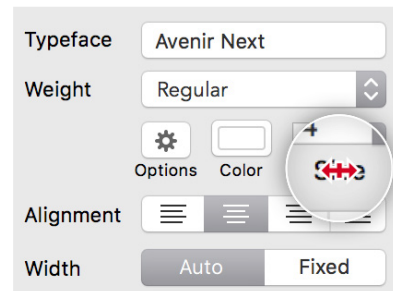 Typeface Avenir Next
Weight Regular
Options Color
Alignment
Width Auto Fixed